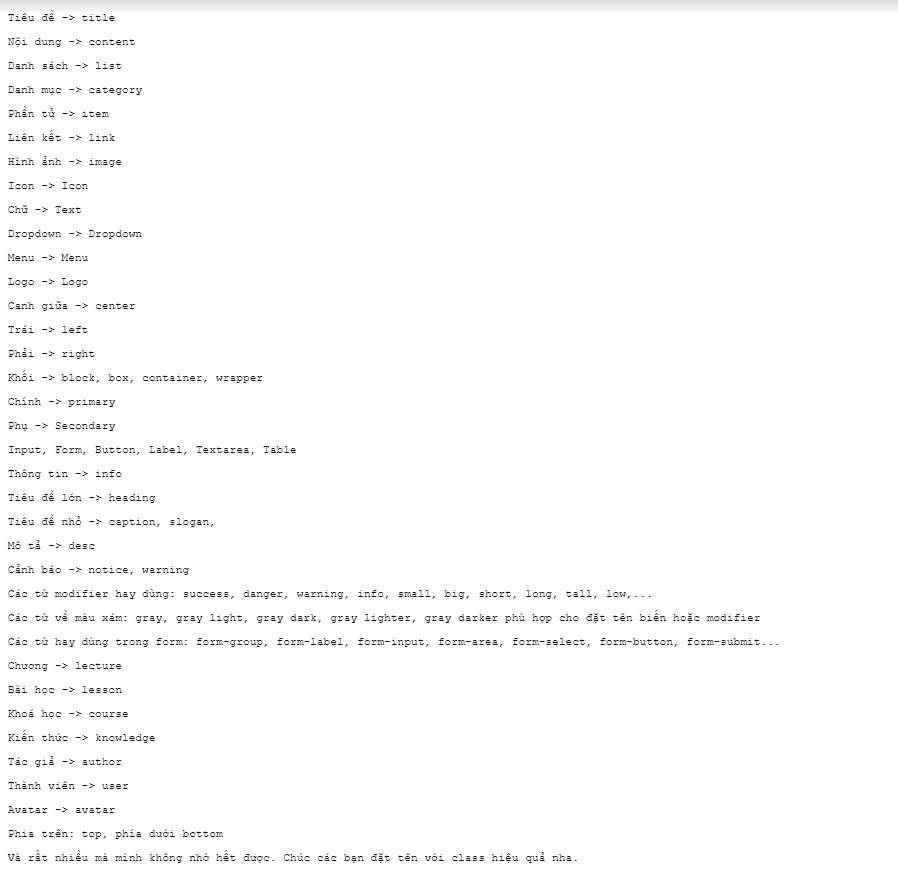 Tiêu đề -> title
Nội dung -> content
Danh sách -> list
Danh mục -> category
Phần tử -> item
Liên kết -> link
Hình ảnh -> image
Icon -> Icon
Chữ -> Text
Dropdown -> Dropdown
Menu -> Menu
Logo -> Logo
Canh giữa -> center
Trái -> left
Phải -> right
Khối -> block, box, container, wrapper
Chính -> primary
Phụ -> Secondary
Input, Form, Button, Label, Textarea, Table
Thông tin -> info
Tiêu đề lớn -> heading
Tiêu đề nhỏ -> caption, slogan,
Mô tả -> desc
Cảnh báo -> notice, warning
Các từ modifier hay dùng: success, danger, warning, info, small, big, short, long, tall, low,...
Các từ về màu xám: gray, gray light, gray dark, gray lighter, gray darker phù hợp cho đặt tên biến hoặc modifier
Các từ hay dùng trong form: form-group, form-label, form-input, form-area, form-select, form-button, form-submit...
Chương -> lecture
Bài học -> lesson
Khoá học -> course
Kiến thức -> knowledge
Tác giả -> author
Thành viên -> user
Avatar -> avatar
Phia trên: top, phía dưới bottom
Và rất nhiều mà mình không nhớ hết được. Chúc các bạn đặt tên với class hiệu quả nha.